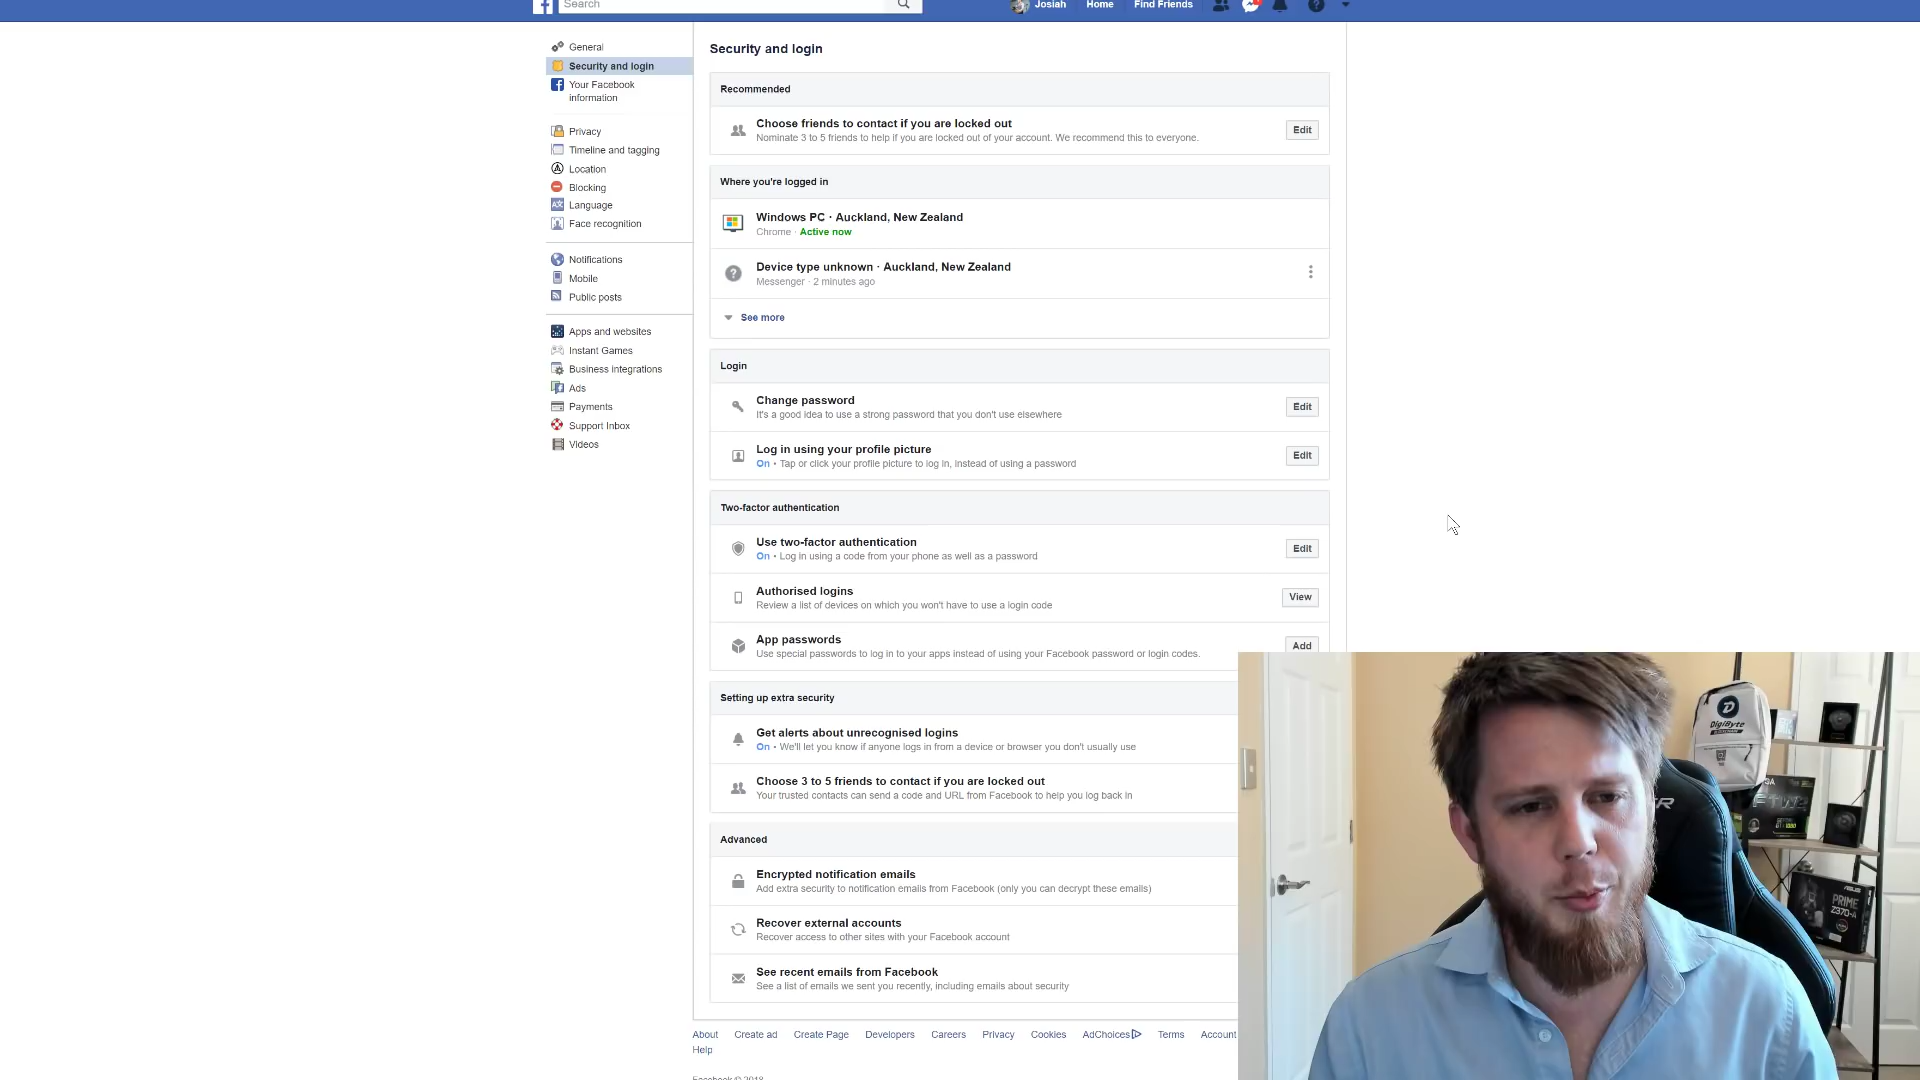 Search
Josiah
Home
Find Friends
General
Security and login
Your Facebook
information
Privacy
Timeline and tagging
Location
Blocking
Language
Face recognition
Notifications
Mobile
Public posts
Apps and websites
Instant Games
Business integrations
Ads
Payments
Support Inbox
Videos
Security and login
Recommended
Choose friends to contact if you are locked out
Nominate 3 to 5 friends to help if you are locked out of your account. We recommend this to everyone.
Edit
Where you're logged in
Windows PC · Auckland, New Zealand
Chrome · Active now
Device type unknown · Auckland, New Zealand
Messenger · 2 minutes ago
See more
Login
Change password
It's a good idea to use a strong password that you don't use elsewhere
Edit
Log in using your profile picture
On • Tap or click your profile picture to log in, instead of using a password
Edit
Two-factor authentication
Use two-factor authentication
On • Log in using a code from your phone as well as a password
Edit
Authorised logins
Review a list of devices on which you won't have to use a login code
View
App passwords
Use special passwords to log in to your apps instead of using your Facebook password or login codes.
Add
Setting up extra security
Get alerts about unrecognised logins
On • We'll let you know if anyone logs in from a device or browser you don't usually use
Choose 3 to 5 friends to contact if you are locked out
Your trusted contacts can send a code and URL from Facebook to help you log back in
Advanced
Encrypted notification emails
Add extra security to notification emails from Facebook (only you can decrypt these emails)
Recover external accounts
Recover access to other sites with your Facebook account
See recent emails from Facebook
See a list of emails we sent you recently, including emails about security
About Create ad Create Page Developers Careers Privacy Cookies AdChoices Terms Account
Help
Facebook © 2018
DigiByte
FTW
PRIME
Z370-A